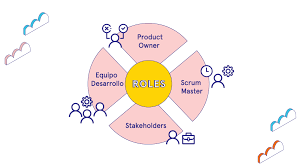 Product
Owner
Equipo
Desarrollo
ROLES
Scrum
Master
Stakeholders